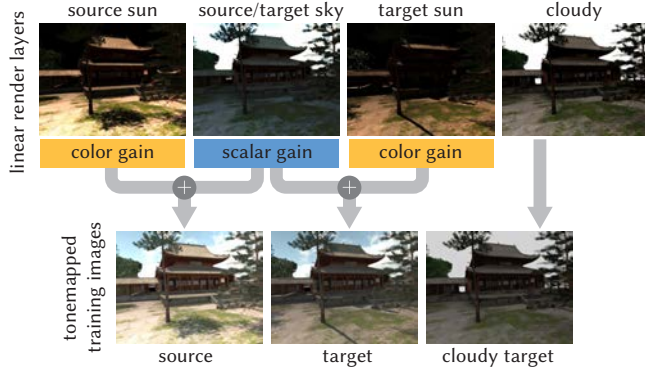 source sun
source/target sky
target sun
cloudy
linear render layers
color gain
scalar gain
color gain
+
+
tonemapped
training images
source
target
cloudy target